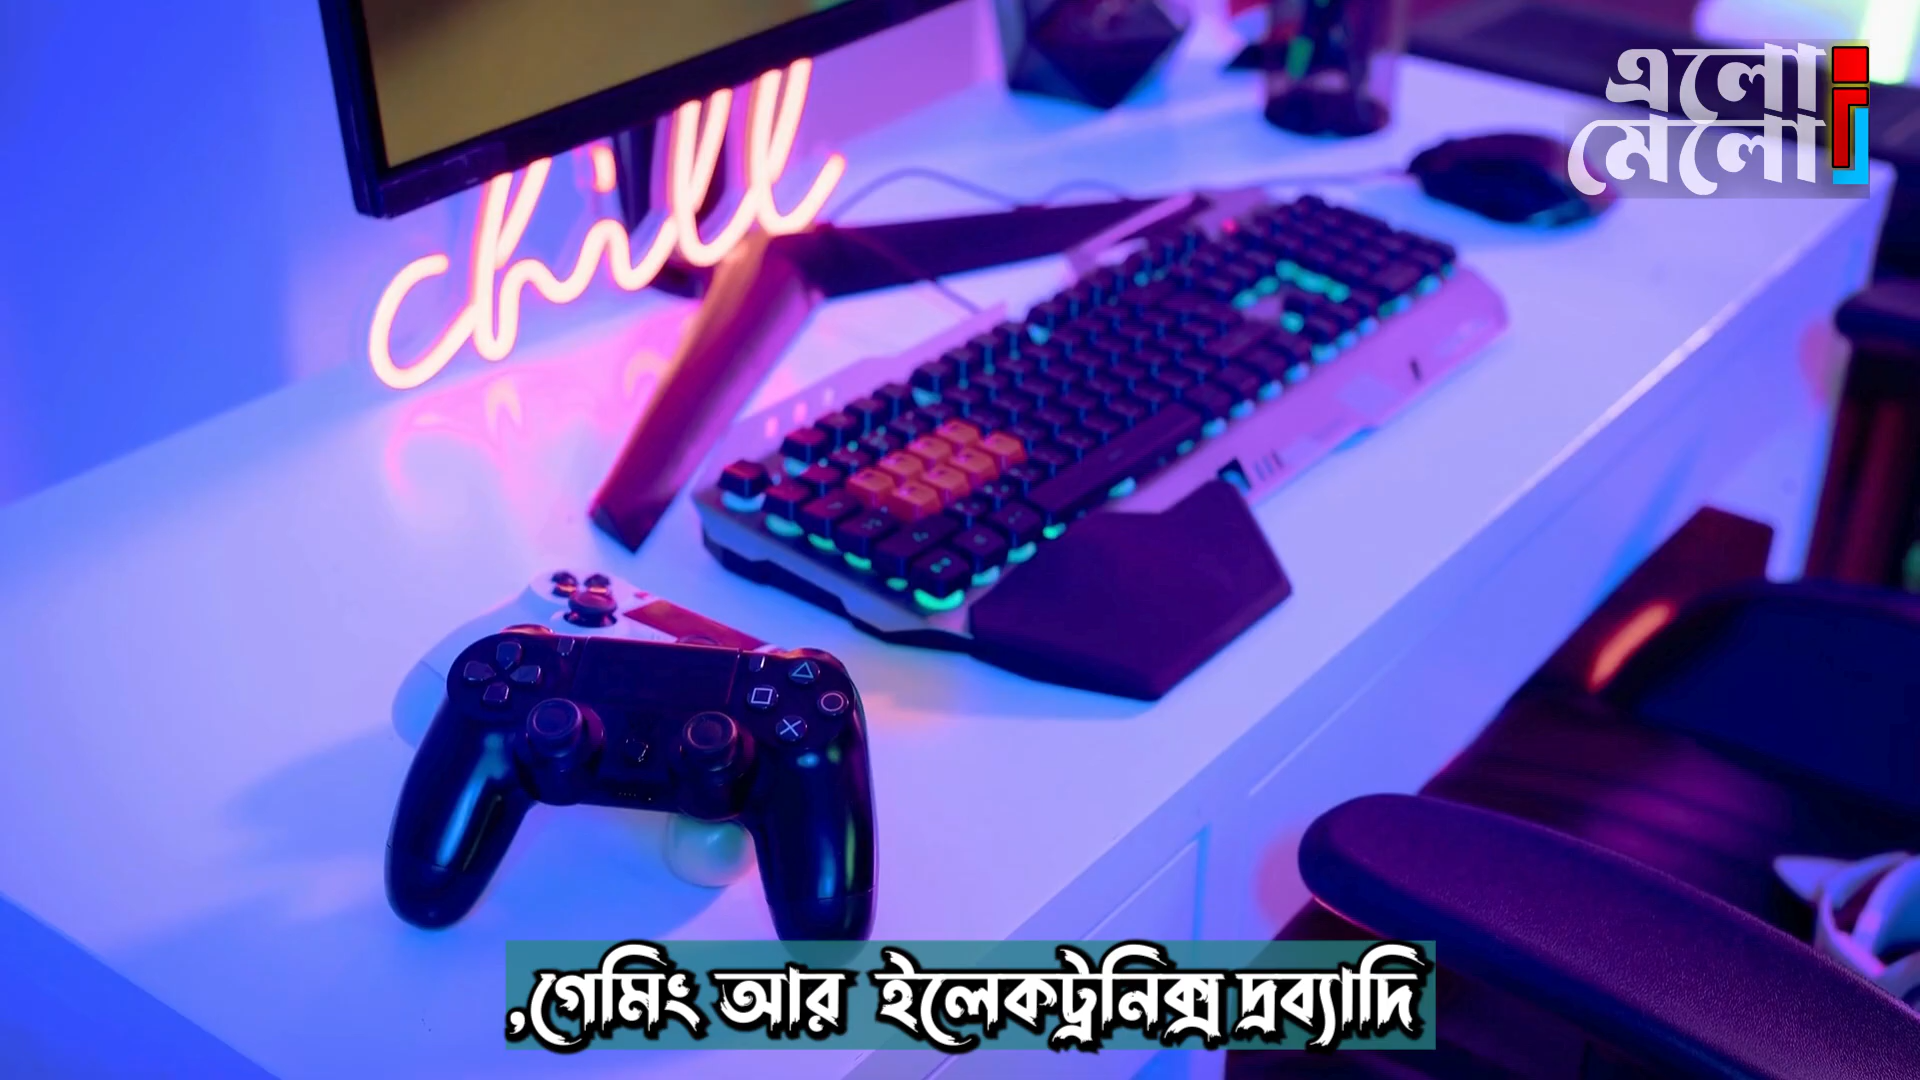 এলো
মেলো
chill
,গেমিং আর ইলেকট্রনিক্স দ্রব্যাদি